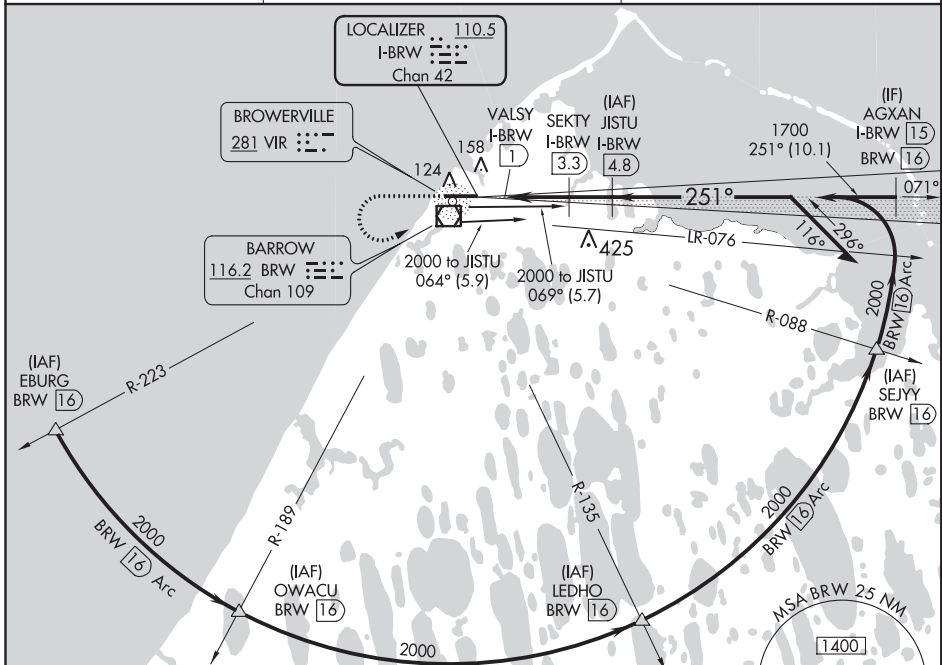 LOCALIZER 110.5
I-BRW
Chan 42
BROWERVILLE
281 VIR
BARROW
116.2 BRW
Chan 109
124
158
VALSY
I-BRW
1
SEKTY
I-BRW
3.3
(IAF)
JISTU
I-BRW
4.8
1700
251° (10.1)
(IF)
AGXAN
I-BRW 15
BRW 16
071°
251°
116°
296°
425
LR-076
2000 to JISTU
064° (5.9)
2000 to JISTU
069° (5.7)
R-088
2000
BRW 16 Arc
(IAF)
SEJYY
BRW 16
(IAF)
EBURG
BRW 16
R-223
2000
BRW 16 Arc
R-189
(IAF)
OWACU
BRW 16
2000
R-135
(IAF)
LEDHO
BRW 16
2000
BRW 16 Arc
MSA BRW 25 NM
1400